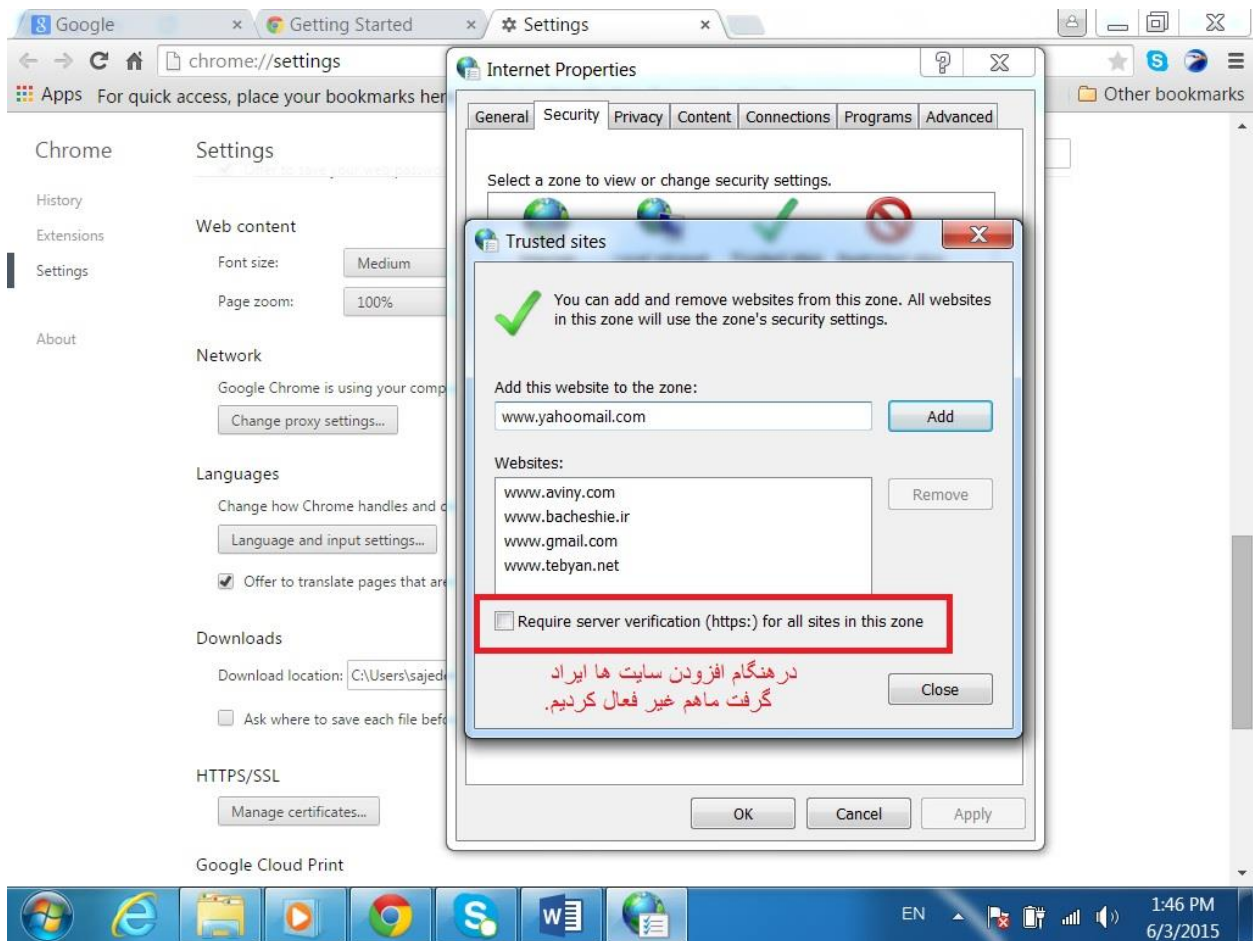 Google
Getting Started
Settings
chrome://settings
Apps For quick access, place your bookmarks her
Other bookmarks
Chrome
History
Extensions
Settings
About
Settings
Web content
Font size:
Medium
Page zoom:
100%
Network
Google Chrome is using your comp
Change proxy settings...
Languages
Change how Chrome handles and d
Language and input settings...
Offer to translate pages that are
Downloads
Download location: C:\Users\sajed
Ask where to save each file befo
HTTPS/SSL
Manage certificates...
Google Cloud Print
Internet Properties
General Security Privacy Content Connections Programs Advanced
Select a zone to view or change security settings.
Trusted sites
You can add and remove websites from this zone. All websites
in this zone will use the zone's security settings.
Add this website to the zone:
www.yahoomail.com
Add
Websites:
www.aviny.com
www.bacheshie.ir
www.gmail.com
www.tebyan.net
Remove
Require server verification (https:) for all sites in this zone
در هنگام افزودن سایت ها ایراد
گرفت ماهم غیر فعال کردیم.
Close
OK Cancel Apply
EN
1:46 PM
6/3/2015